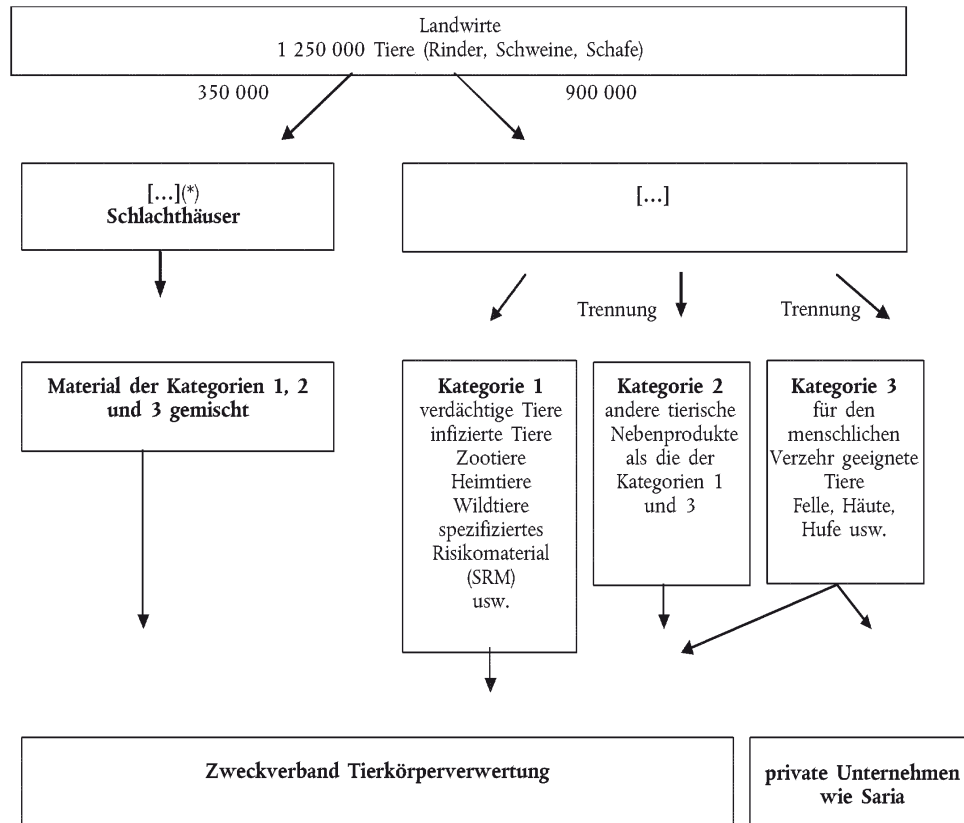 Landwirte
1 250 000 Tiere (Rinder, Schweine, Schafe)
350 000
900 000
[...](*)
Schlachthäuser
[...]
Trennung
Trennung
Material der Kategorien 1, 2
und 3 gemischt
Kategorie 1
verdächtige Tiere
infizierte Tiere
Zootiere
Heimtiere
Wildtiere
spezifiziertes
Risikomaterial
(SRM)
usw.
Kategorie 2
andere tierische
Nebenprodukte
als die der
Kategorien 1
und 3
Kategorie 3
für den
menschlichen
Verzehr geeignete
Tiere
Felle, Häute,
Hufe usw.
Zweckverband Tierkörperverwertung
private Unternehmen
wie Saria